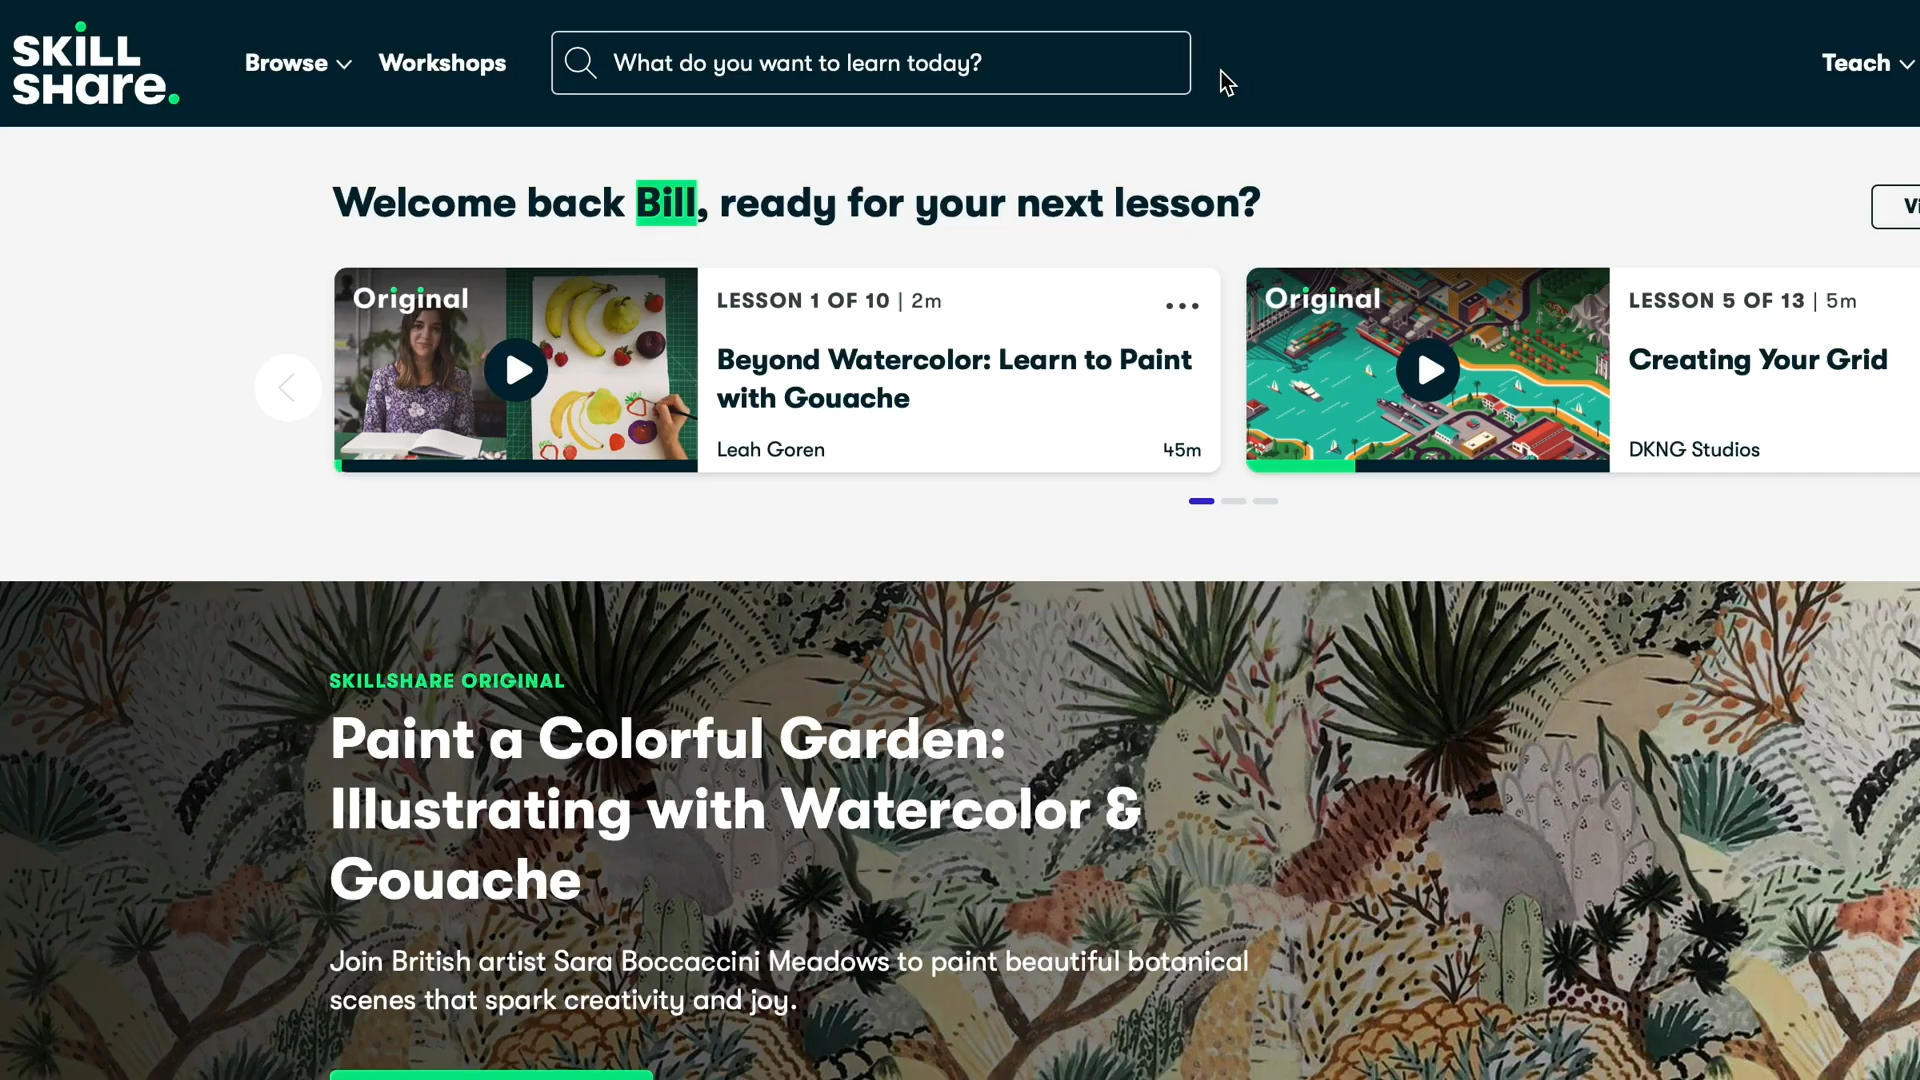 SKILL
SHare.
Browse
Workshops
What do you want to learn today?
Teach
Welcome back Bill, ready for your next lesson?
Original
LESSON 1 OF 10 | 2m
Beyond Watercolor: Learn to Paint
with Gouache
Leah Goren
45m
Original
LESSON 5 OF 13 | 5m
Creating Your Grid
DKNG Studios
SKILLSHARE ORIGINAL
Paint a Colorful Garden:
Illustrating with Watercolor &
Gouache
Join British artist Sara Boccaccini Meadows to paint beautiful botanical
scenes that spark creativity and joy.